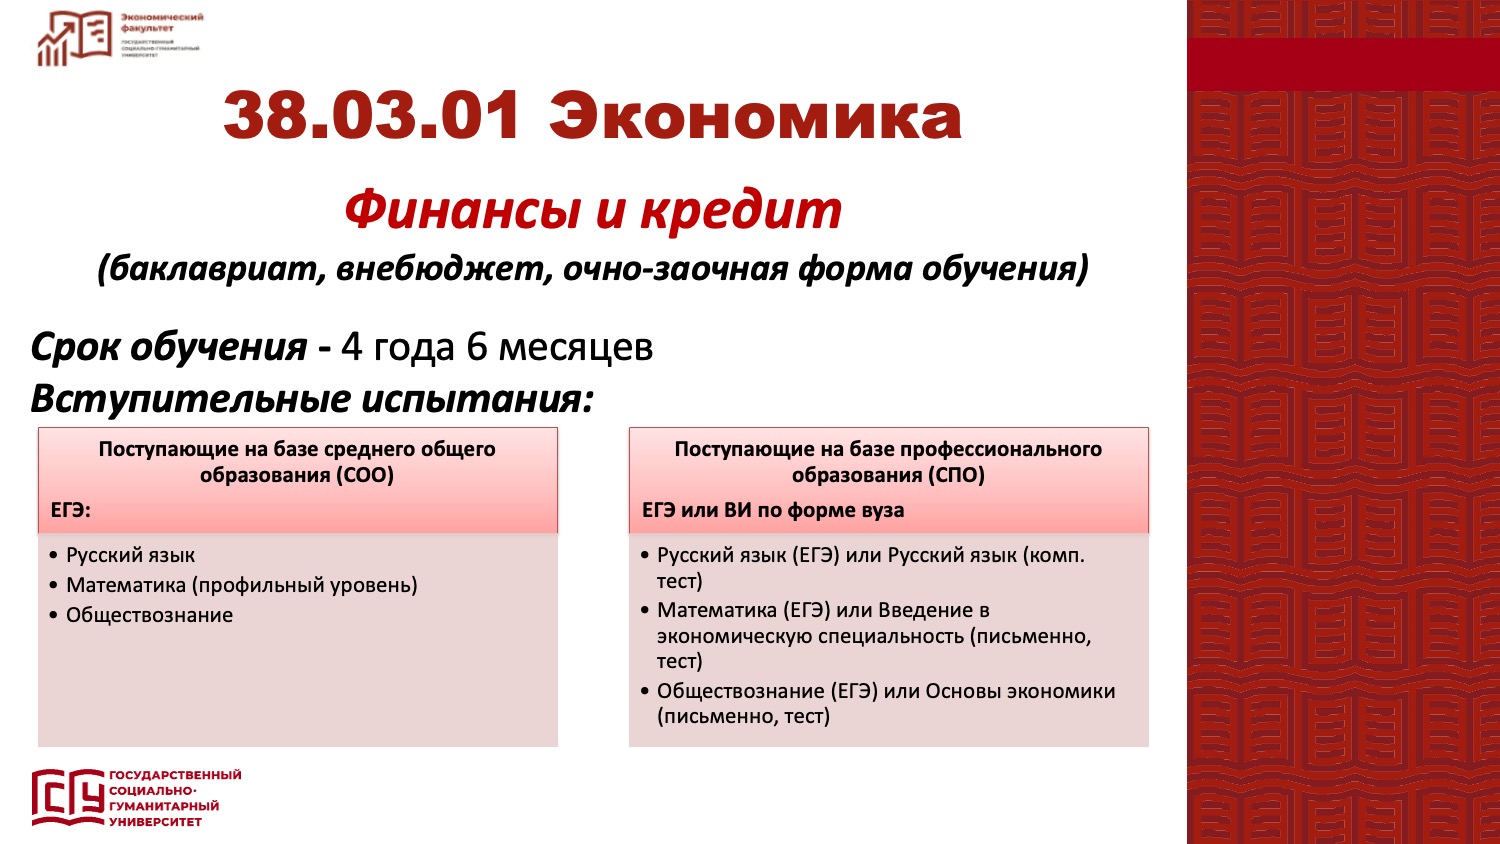 Экономический
факультет
ГОСУДАРСТВЕННЫЙ
СОЦИАЛЬНО-ГУМАНИТАРНЫЙ
УНИВЕРСИТЕТ
38.03.01 Экономика
Финансы и кредит
(баклавриат, внебюджет, очно-заочная форма обучения)
Срок обучения - 4 года 6 месяцев
Вступительные испытания:
Поступающие на базе среднего общего
образования (СОО)
ЕГЭ:
• Русский язык
• Математика (профильный уровень)
• Обществознание
Поступающие на базе профессионального
образования (СПО)
ЕГЭ или ВИ по форме вуза
• Русский язык (ЕГЭ) или Русский язык (комп.
тест)
• Математика (ЕГЭ) или Введение в
экономическую специальность (письменно,
тест)
• Обществознание (ЕГЭ) или Основы экономики
(письменно, тест)
ГСГУ
ГОСУДАРСТВЕННЫЙ
СОЦИАЛЬНО-
ГУМАНИТАРНЫЙ
УНИВЕРСИТЕТ